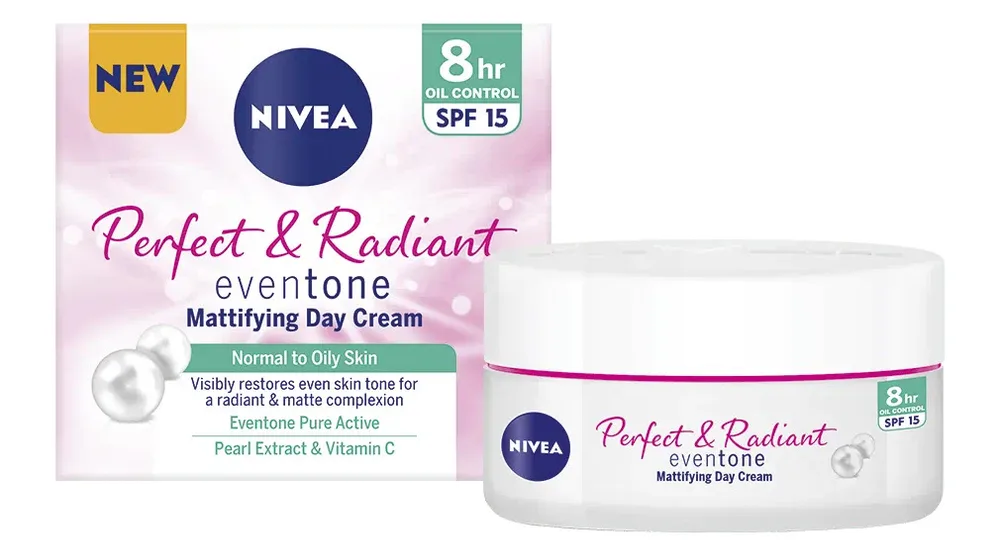 NEW
NIVEA
8hr
OIL CONTROL
SPF 15
Perfect & Radiant
eventone
Mattifying Day Cream
Normal to Oily Skin
Visibly restores even skin tone for
a radiant & matte complexion
Eventone Pure Active
Pearl Extract & Vitamin C
8hr
OIL CONTROL
SPF 15
NIVEA
Perfect & Radiant
eventone
Mattifying Day Cream